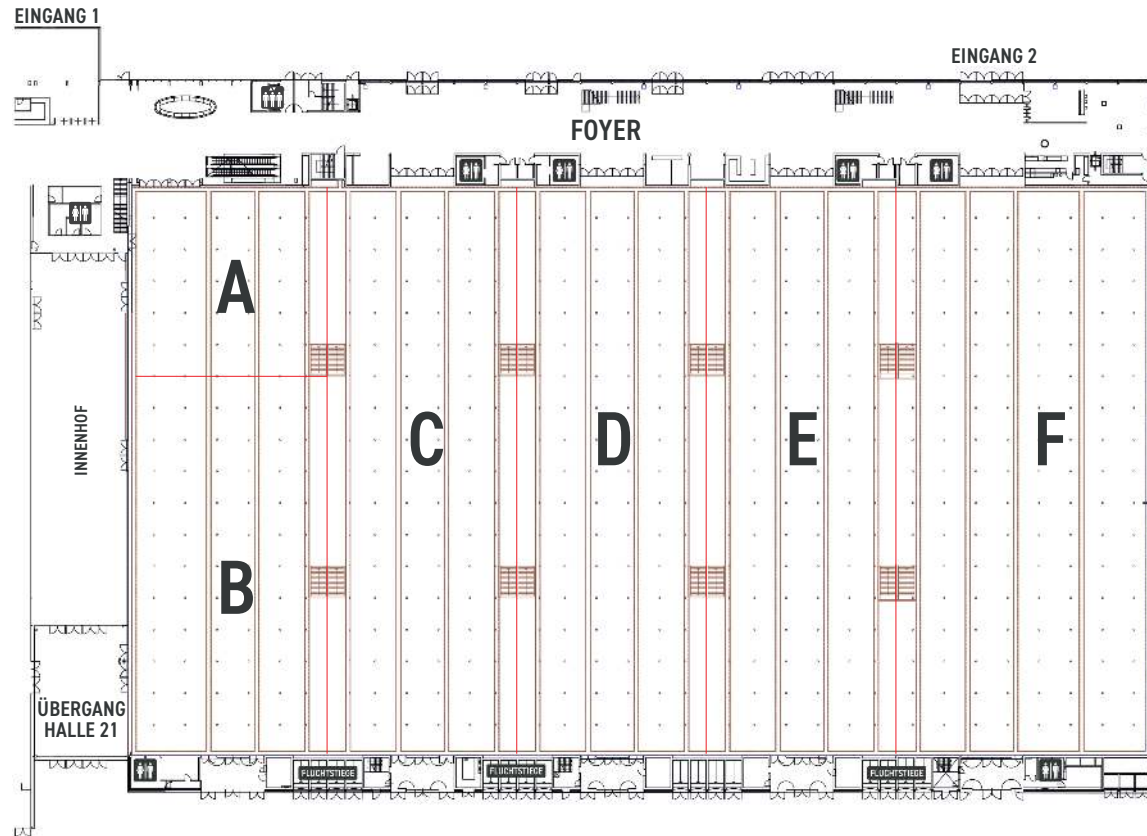 EINGANG 1
EINGANG 2
FOYER
A
C
D
E
F
B
INNENHOF
ÜBERGANG
HALLE 21
FLUCHTSTIEGE
FLUCHTSTIEGE
FLUCHTSTIEGE